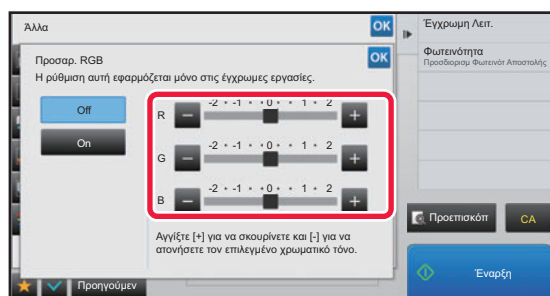 Άλλα
OK
Προσαρ. RGB
OK
Η ρύθμιση αυτή εφαρμόζεται μόνο στις έγχρωμες εργασίες.
Off
On
-2 • -1 • • 0 • • 1 • 2
R
-2 • -1 • • 0 • • 1 • 2
G
-2 • -1 • • 0 • • 1 • 2
B
Αγγίξτε [+] για να σκουρίνετε και [-] για να
ατονήσετε τον επιλεγμένο χρωματικό τόνο.
Προηγούμεν
Έγχρωμη Λειτ.
Φωτεινότητα
Προσδιορισμ Φωτεινότ Αποστολής
Προεπισκόπ
CA
Έναρξη